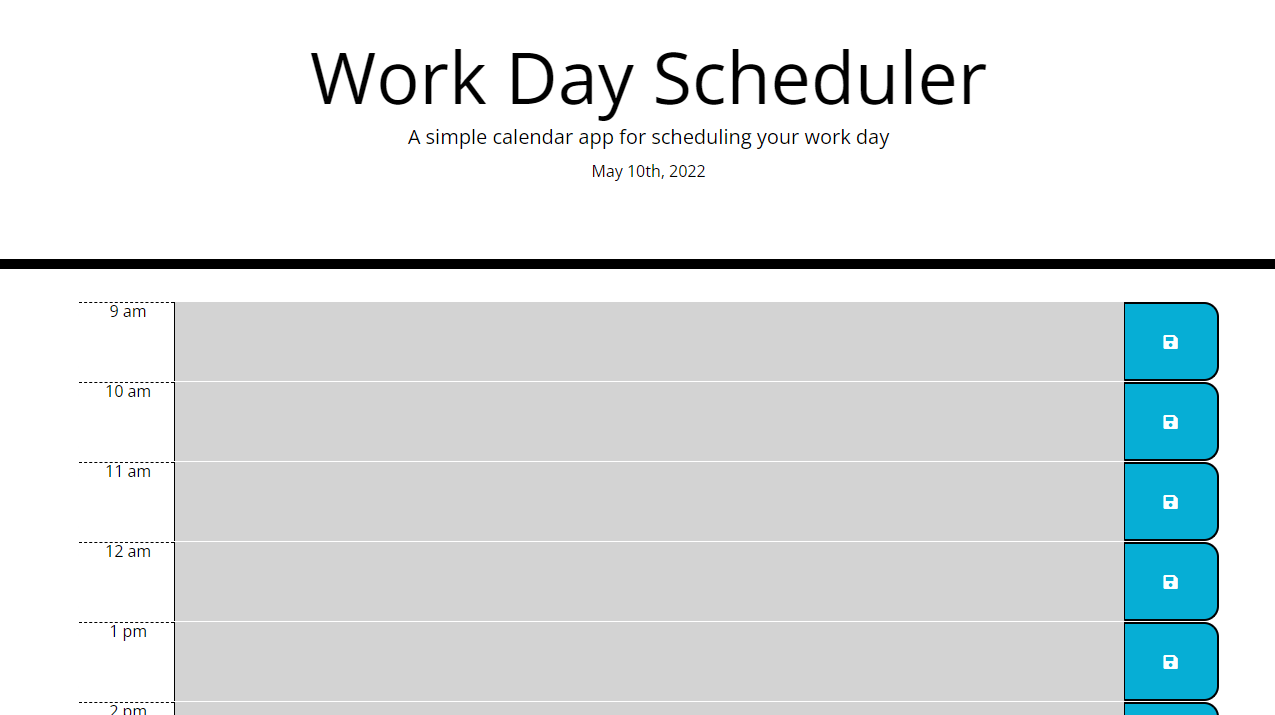 Work Day Scheduler
A simple calendar app for scheduling your work day
May 10th, 2022
9 am
10 am
11 am
12 am
1 pm
2 pm